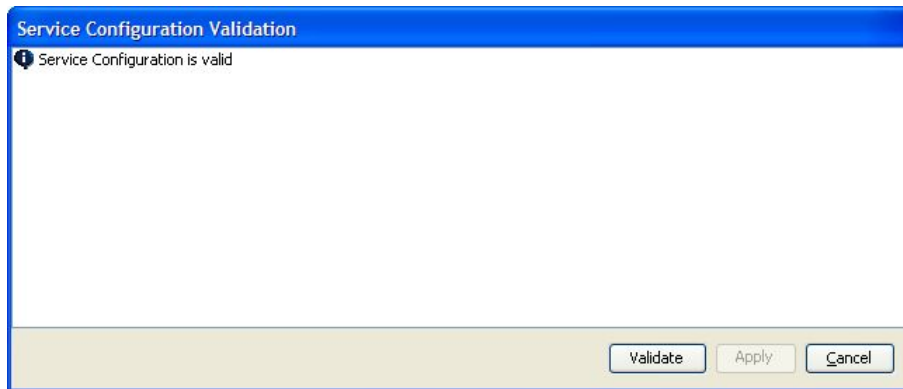 Service Configuration Validation
Service Configuration is valid
Validate Apply Cancel